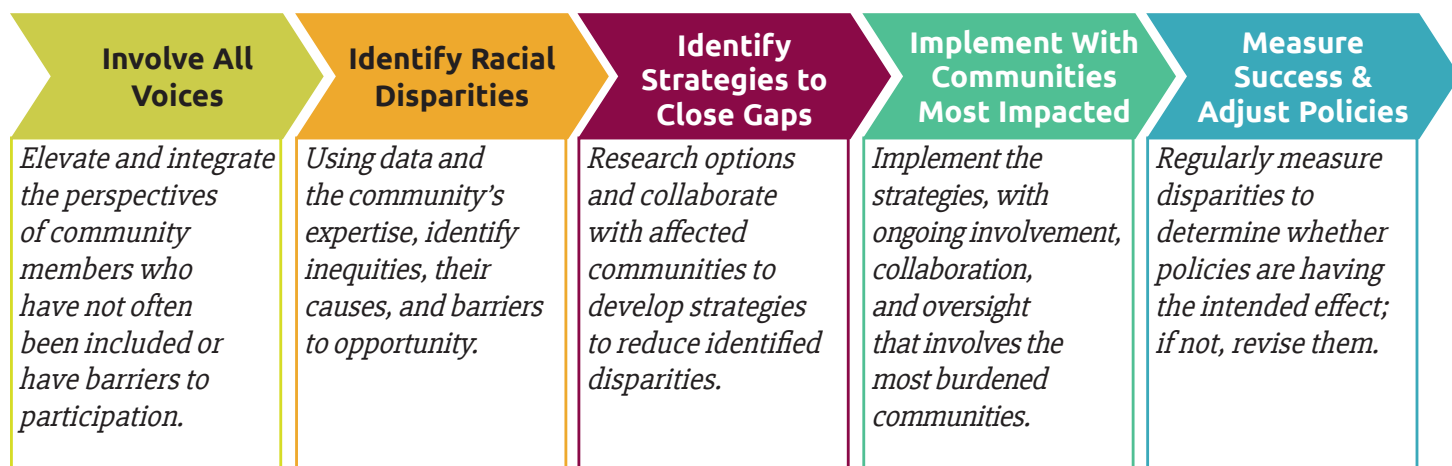 Involve All
Voices
Elevate and integrate
the perspectives
of community
members who
have not often
been included or
have barriers to
participation.
Identify Racial
Disparities
Using data and
the community's
expertise, identify
inequities, their
causes, and barriers
to opportunity.
Identify
Strategies to
Close Gaps
Research options
and collaborate
with affected
communities to
develop strategies
to reduce identified
disparities.
Implement With
Communities
Most Impacted
Implement the
strategies, with
ongoing involvement,
collaboration,
and oversight
that involves the
most burdened
communities.
Measure
Success &
Adjust Policies
Regularly measure
disparities to
determine whether
policies are having
the intended effect;
if not, revise them.